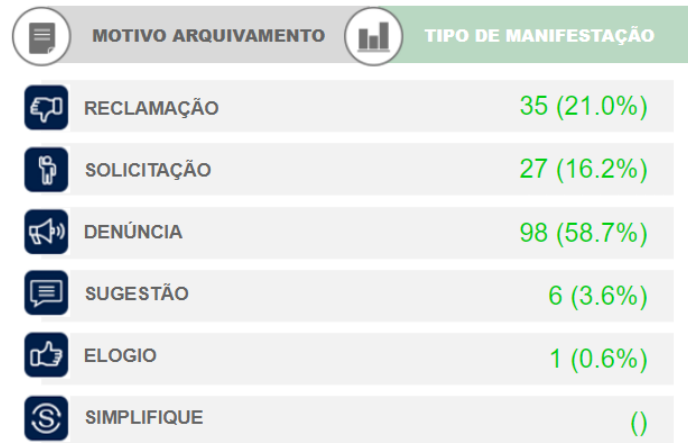 MOTIVO ARQUIVAMENTO TIPO DE MANIFESTAÇÃO
RECLAMAÇÃO 35 (21.0%)
SOLICITAÇÃO 27 (16.2%)
DENÚNCIA 98 (58.7%)
SUGESTÃO 6 (3.6%)
ELOGIO 1 (0.6%)
SIMPLIFIQUE ()